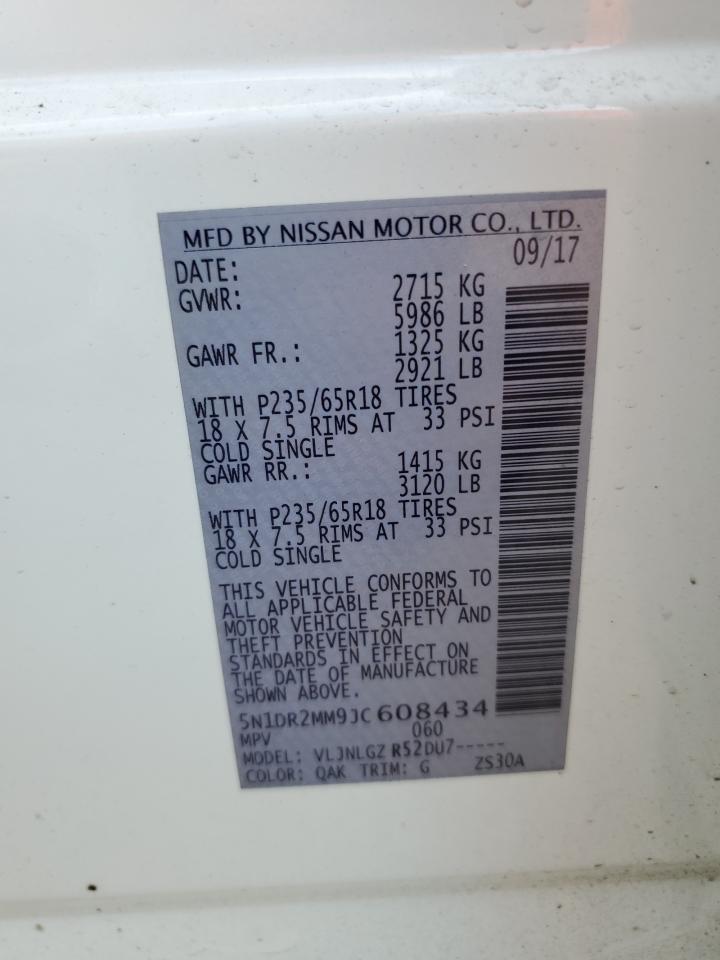 MFD BY NISSAN MOTOR CO., LTD.
DATE: 09/17
GVWR: 2715 KG
5986 LB
GAWR FR.: 1325 KG
2921 LB
WITH P235/65R18 TIRES
18 X 7.5 RIMS AT 33 PSI
COLD SINGLE
GAWR RR.: 1415 KG
3120 LB
WITH P235/65R18 TIRES
18 X 7.5 RIMS AT 33 PSI
COLD SINGLE
THIS VEHICLE CONFORMS TO
ALL APPLICABLE FEDERAL
MOTOR VEHICLE SAFETY AND
THEFT PREVENTION
STANDARDS IN EFFECT ON
THE DATE OF MANUFACTURE
SHOWN ABOVE.
5N1DR2MM9JC608434
MPV 060
MODEL: VLJNLGZ R52DU7-----
COLOR: QAK TRIM: G ZS30A